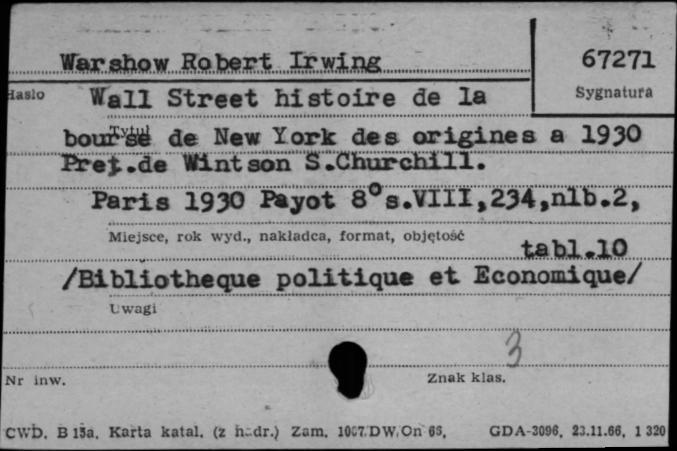 Warshow Robert Irwing
67271
Hasło
Sygnatura
Wall Street histoire de la
Tytuł
bourse de New York des origines a 1930
Pref.de Wintson S.Churchill.
Paris 1930 Payot 8°s.VIII,234,nlb.2,
Miejsce, rok wyd., nakładca, format, objętość
tabl.10
/Bibliotheque politique et Economique/
Uwagi
3
Nr inw.
Znak klas.
CWD. B 15a. Karta katal. (z hadr.) Zam. 1007/DW/On 65, GDA-3096, 23.11.66, 1 320